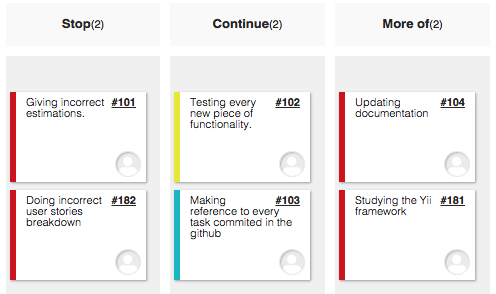 Stop(2)
Continue(2)
More of(2)
Giving incorrect #101
estimations.
Doing incorrect #182
user stories
breakdown
Testing every #102
new piece of
functionality.
Making #103
reference to every
task commited in the
github
Updating #104
documentation
Studying the Yii #181
framework